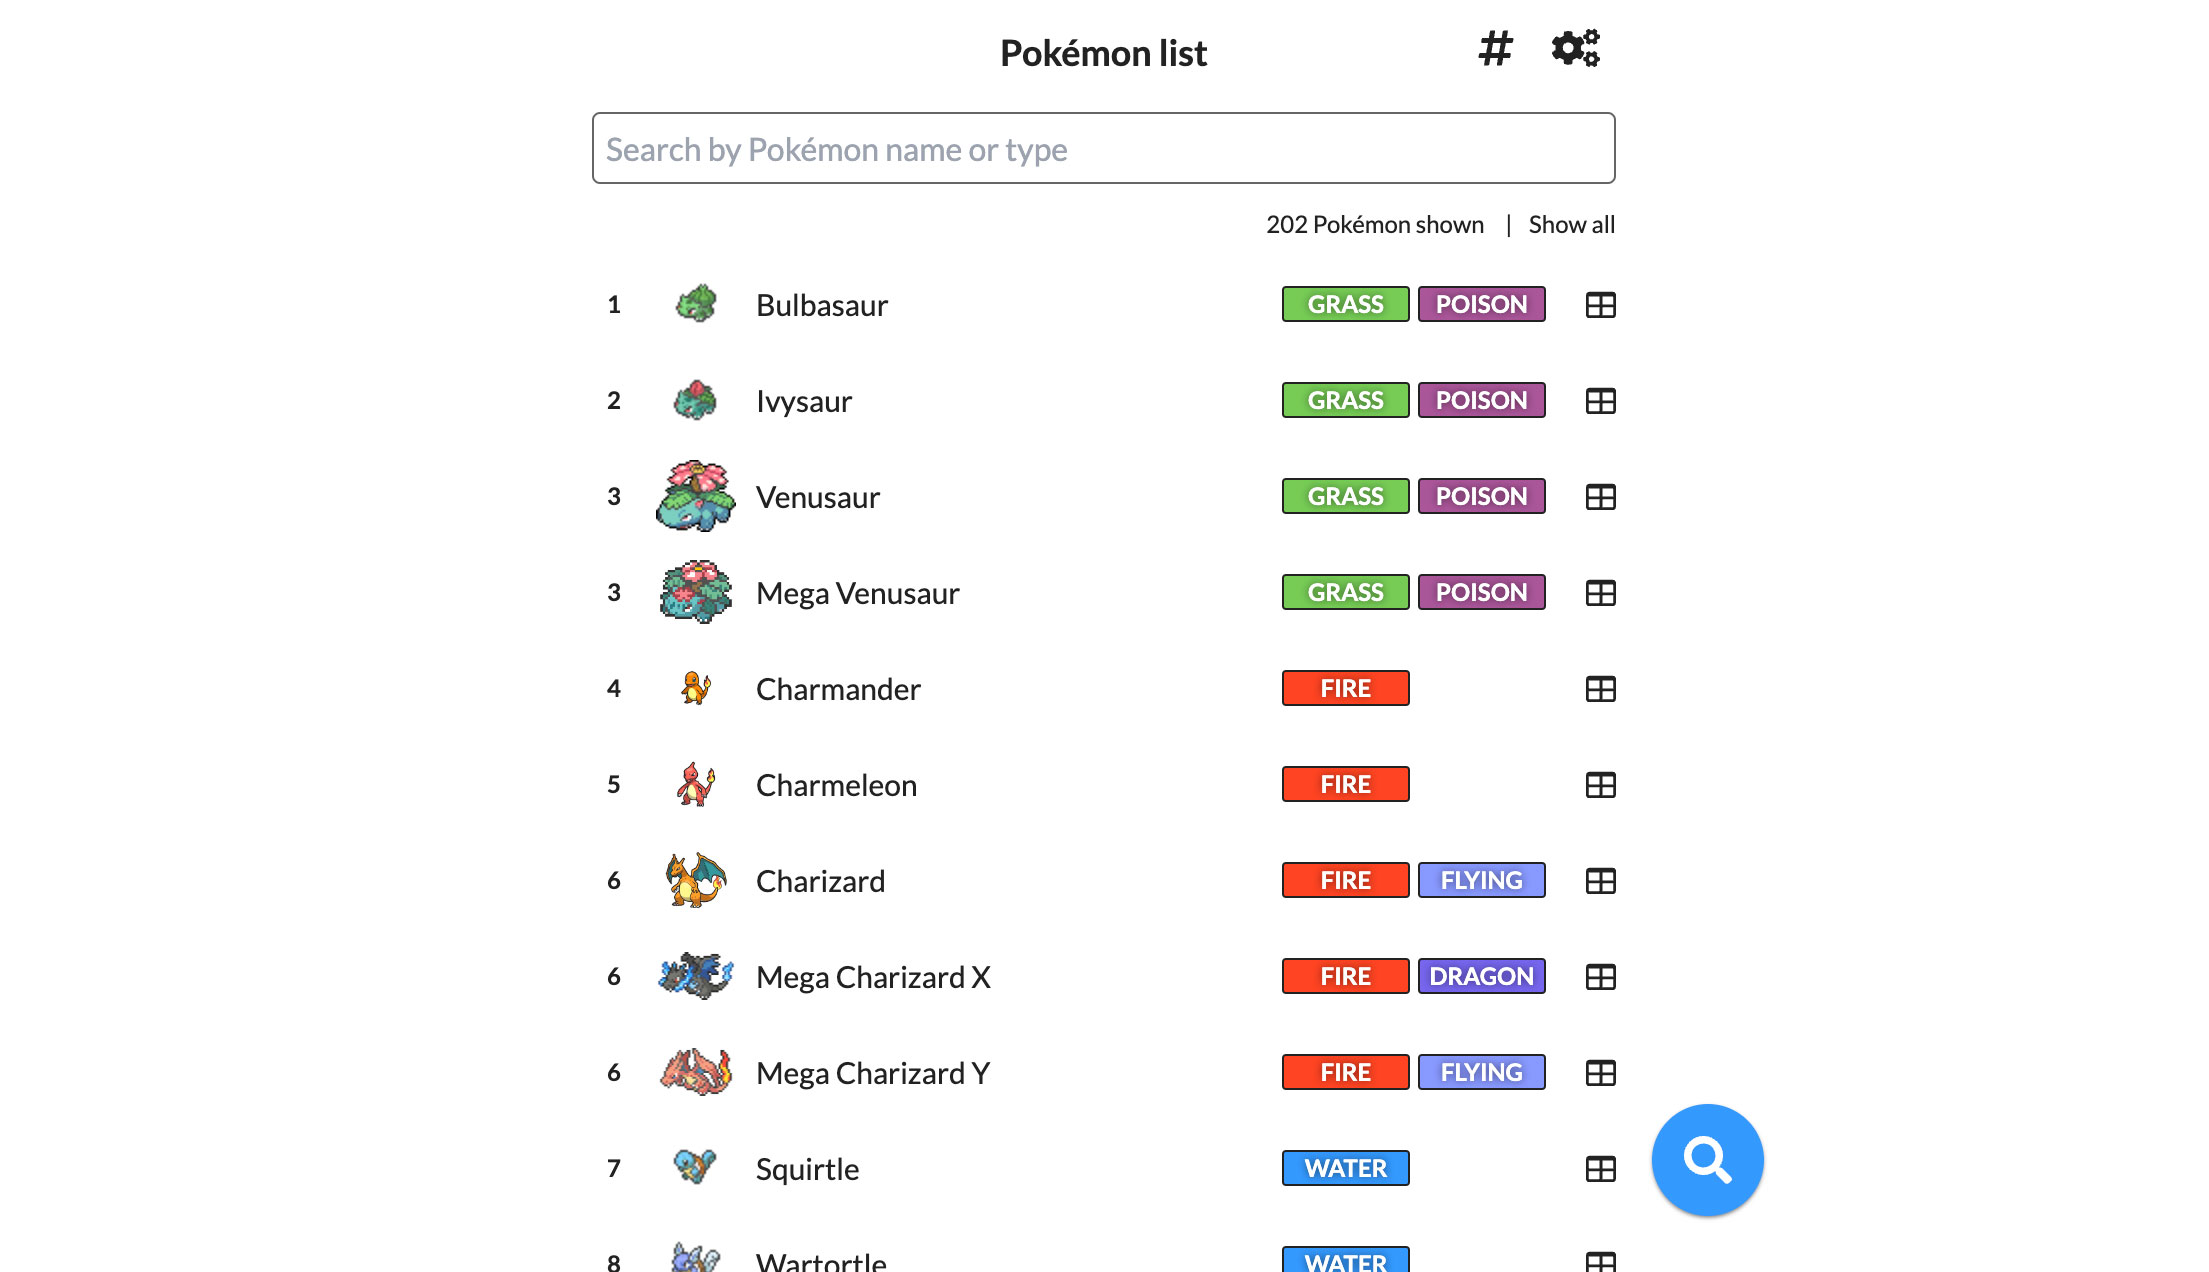 Pokémon list #
Search by Pokémon name or type
202 Pokémon shown | Show all
1 Bulbasaur GRASS POISON
2 Ivysaur GRASS POISON
3 Venusaur GRASS POISON
3 Mega Venusaur GRASS POISON
4 Charmander FIRE
5 Charmeleon FIRE
6 Charizard FIRE FLYING
6 Mega Charizard X FIRE DRAGON
6 Mega Charizard Y FIRE FLYING
7 Squirtle WATER
8 Wartortle WATER